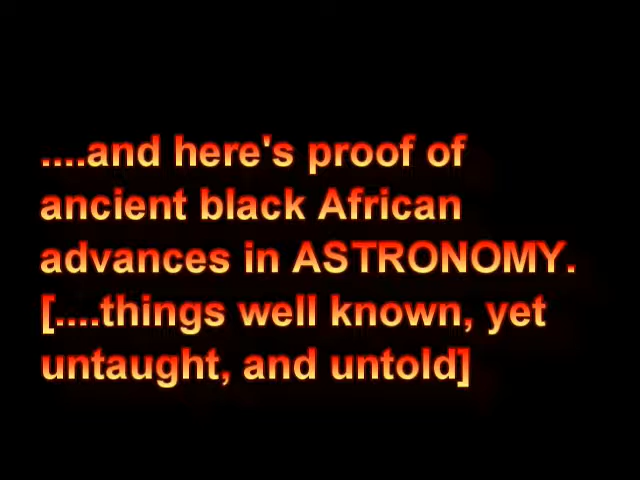 ....and here's proof of
ancient black African
advances in ASTRONOMY.
[....things well known, yet
untaught, and untold]